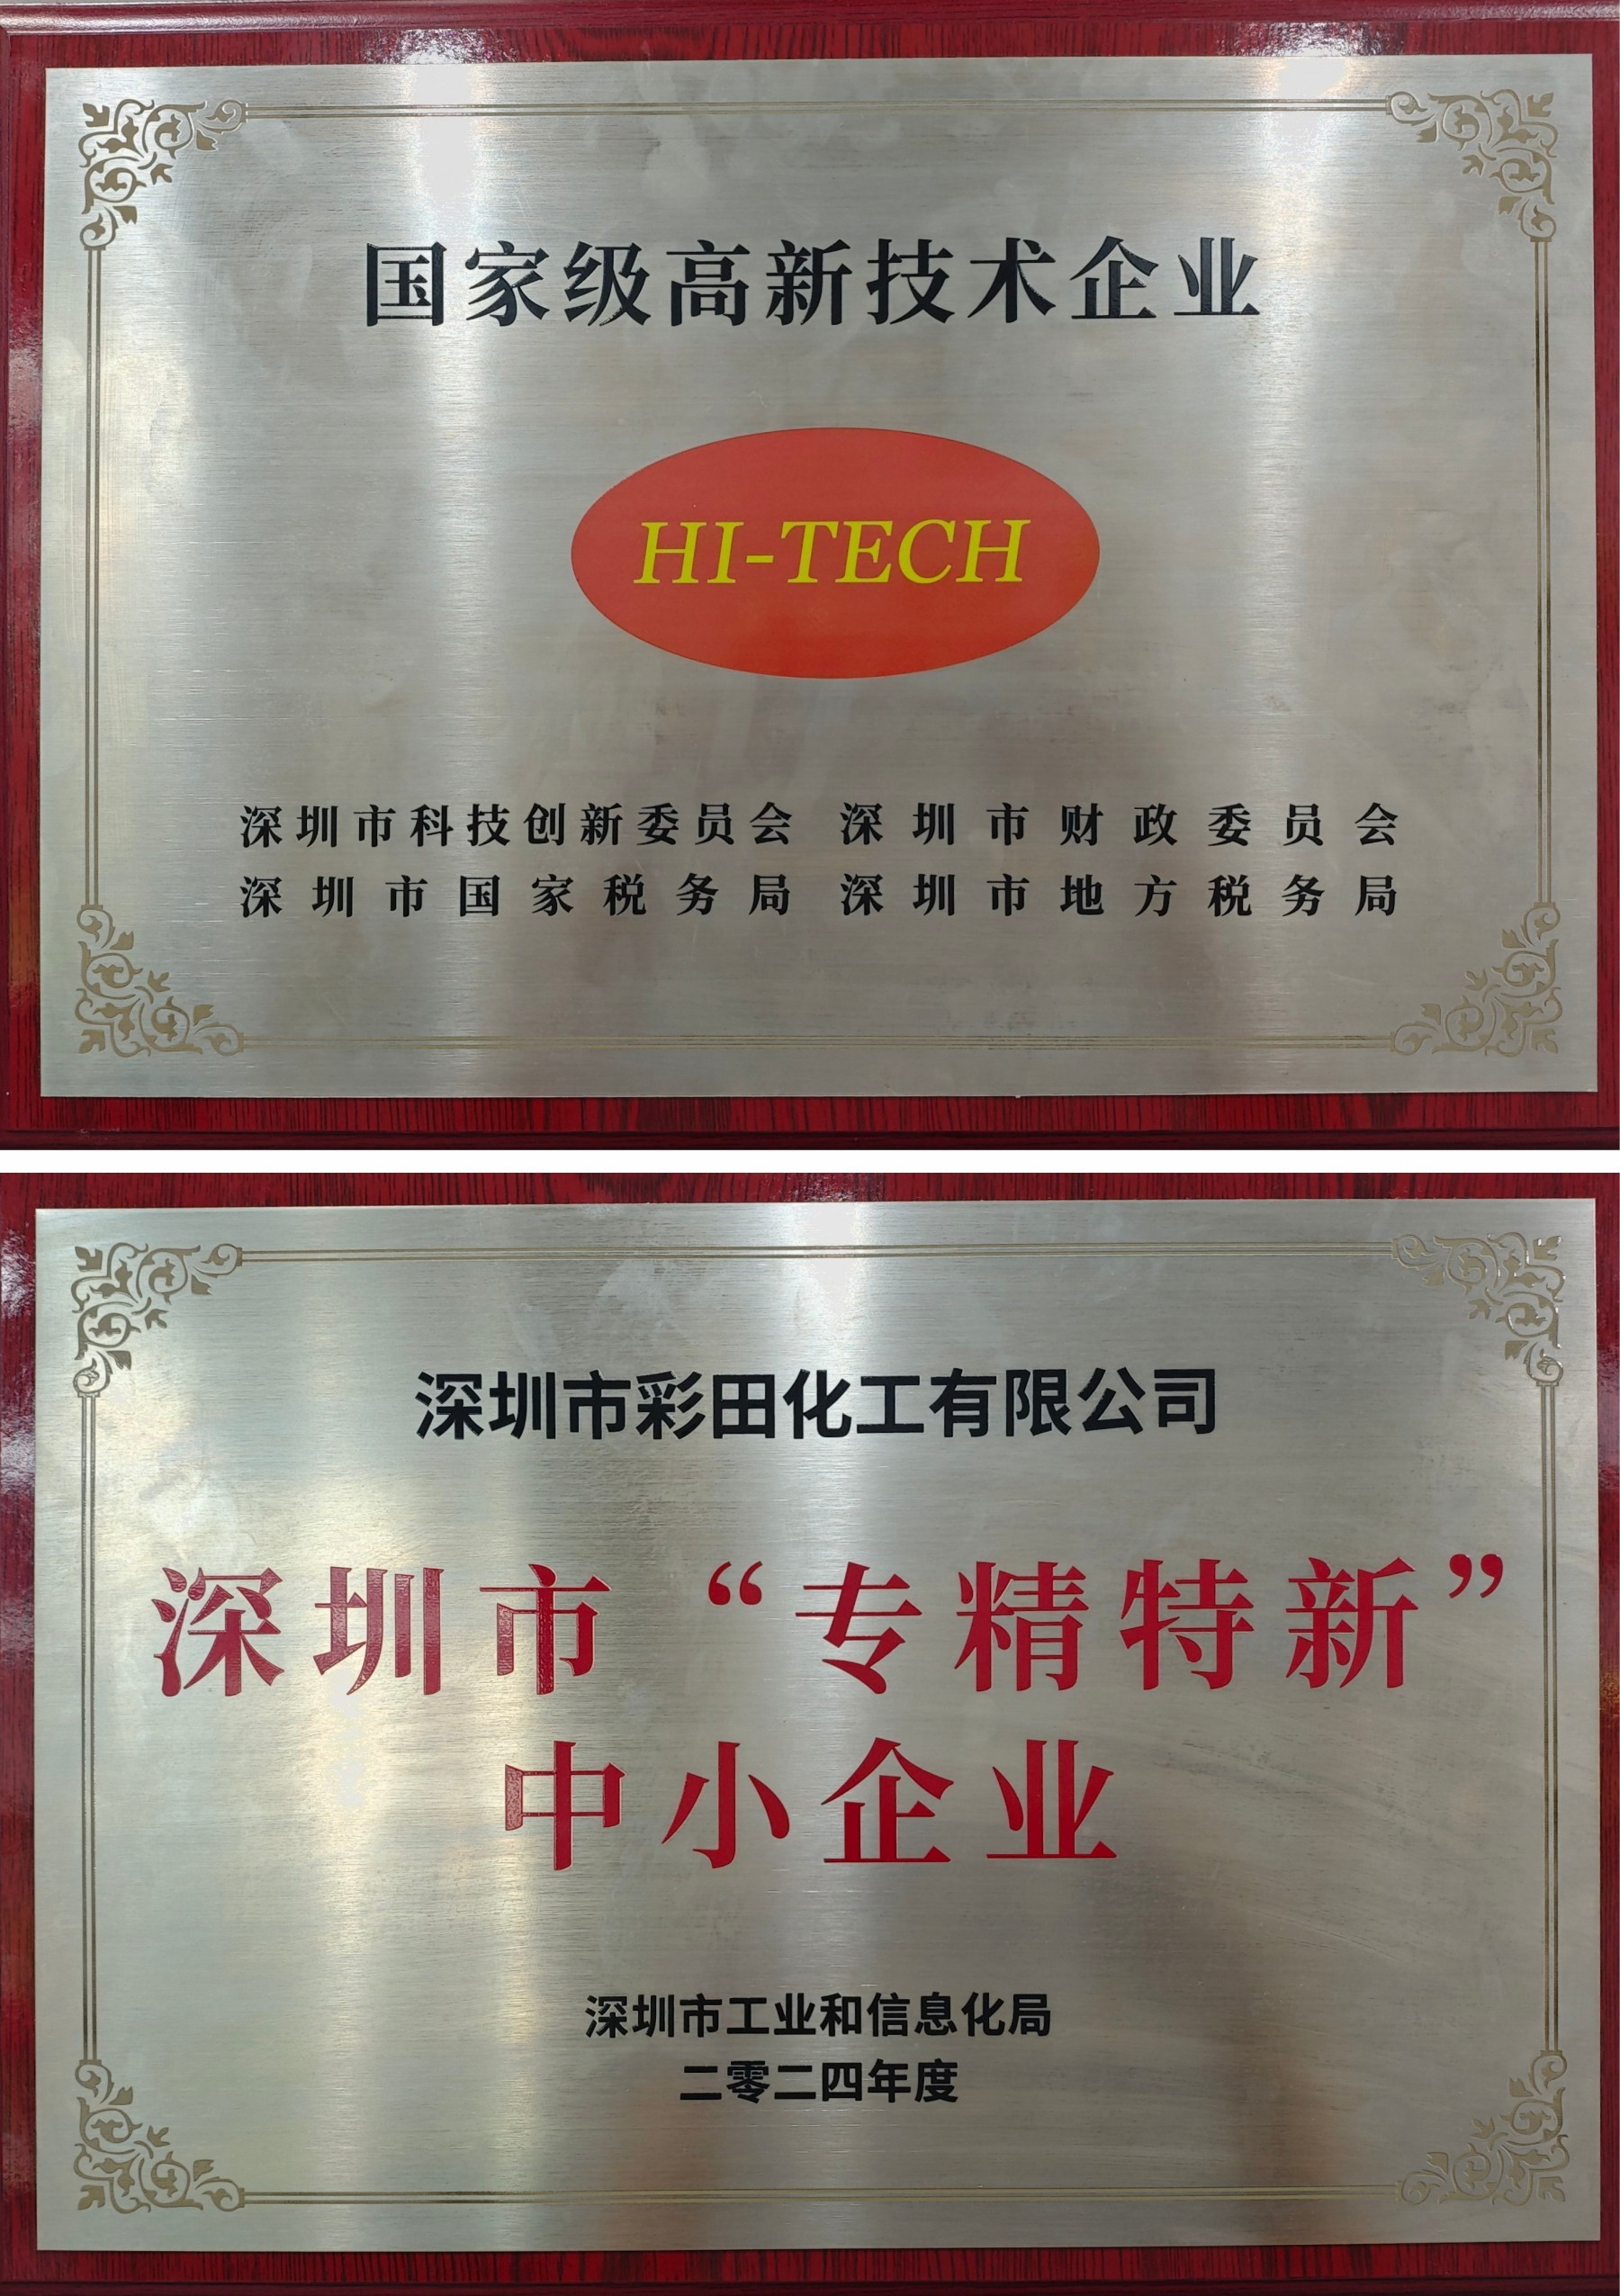 国家级高新技术企业
HI-TECH
深圳市科技创新委员会 深圳市财政委员会
深圳市国家税务局 深圳市地方税务局
深圳市彩田化工有限公司
深圳市“专精特新”
中小企业
深圳市工业和信息化局
二零二四年度